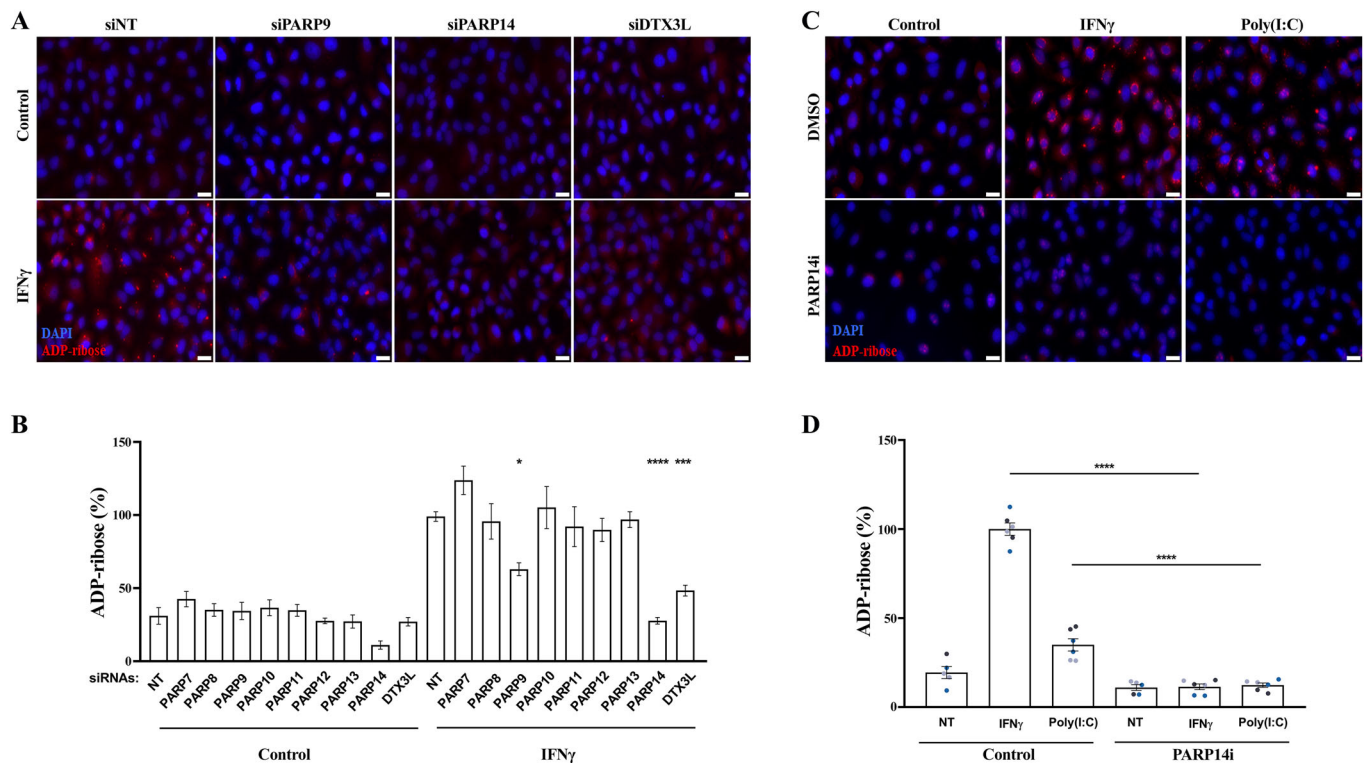 A
siNT siPARP9 siPARP14 siDTX3L
Control
IFNγ
DAPI
ADP-ribose
C
Control IFNγ Poly(I:C)
DMSO
PARP14i
DAPI
ADP-ribose
B
ADP-ribose (%)
150
100
50
0
* **** ***
siRNAs: NT PARP7 PARP8 PARP9 PARP10 PARP11 PARP12 PARP13 PARP14 DTX3L NT PARP7 PARP8 PARP9 PARP10 PARP11 PARP12 PARP13 PARP14 DTX3L
Control IFNγ
D
ADP-ribose (%)
150
100
50
0
****
****
NT IFNγ Poly(I:C) NT IFNγ Poly(I:C)
Control PARP14i